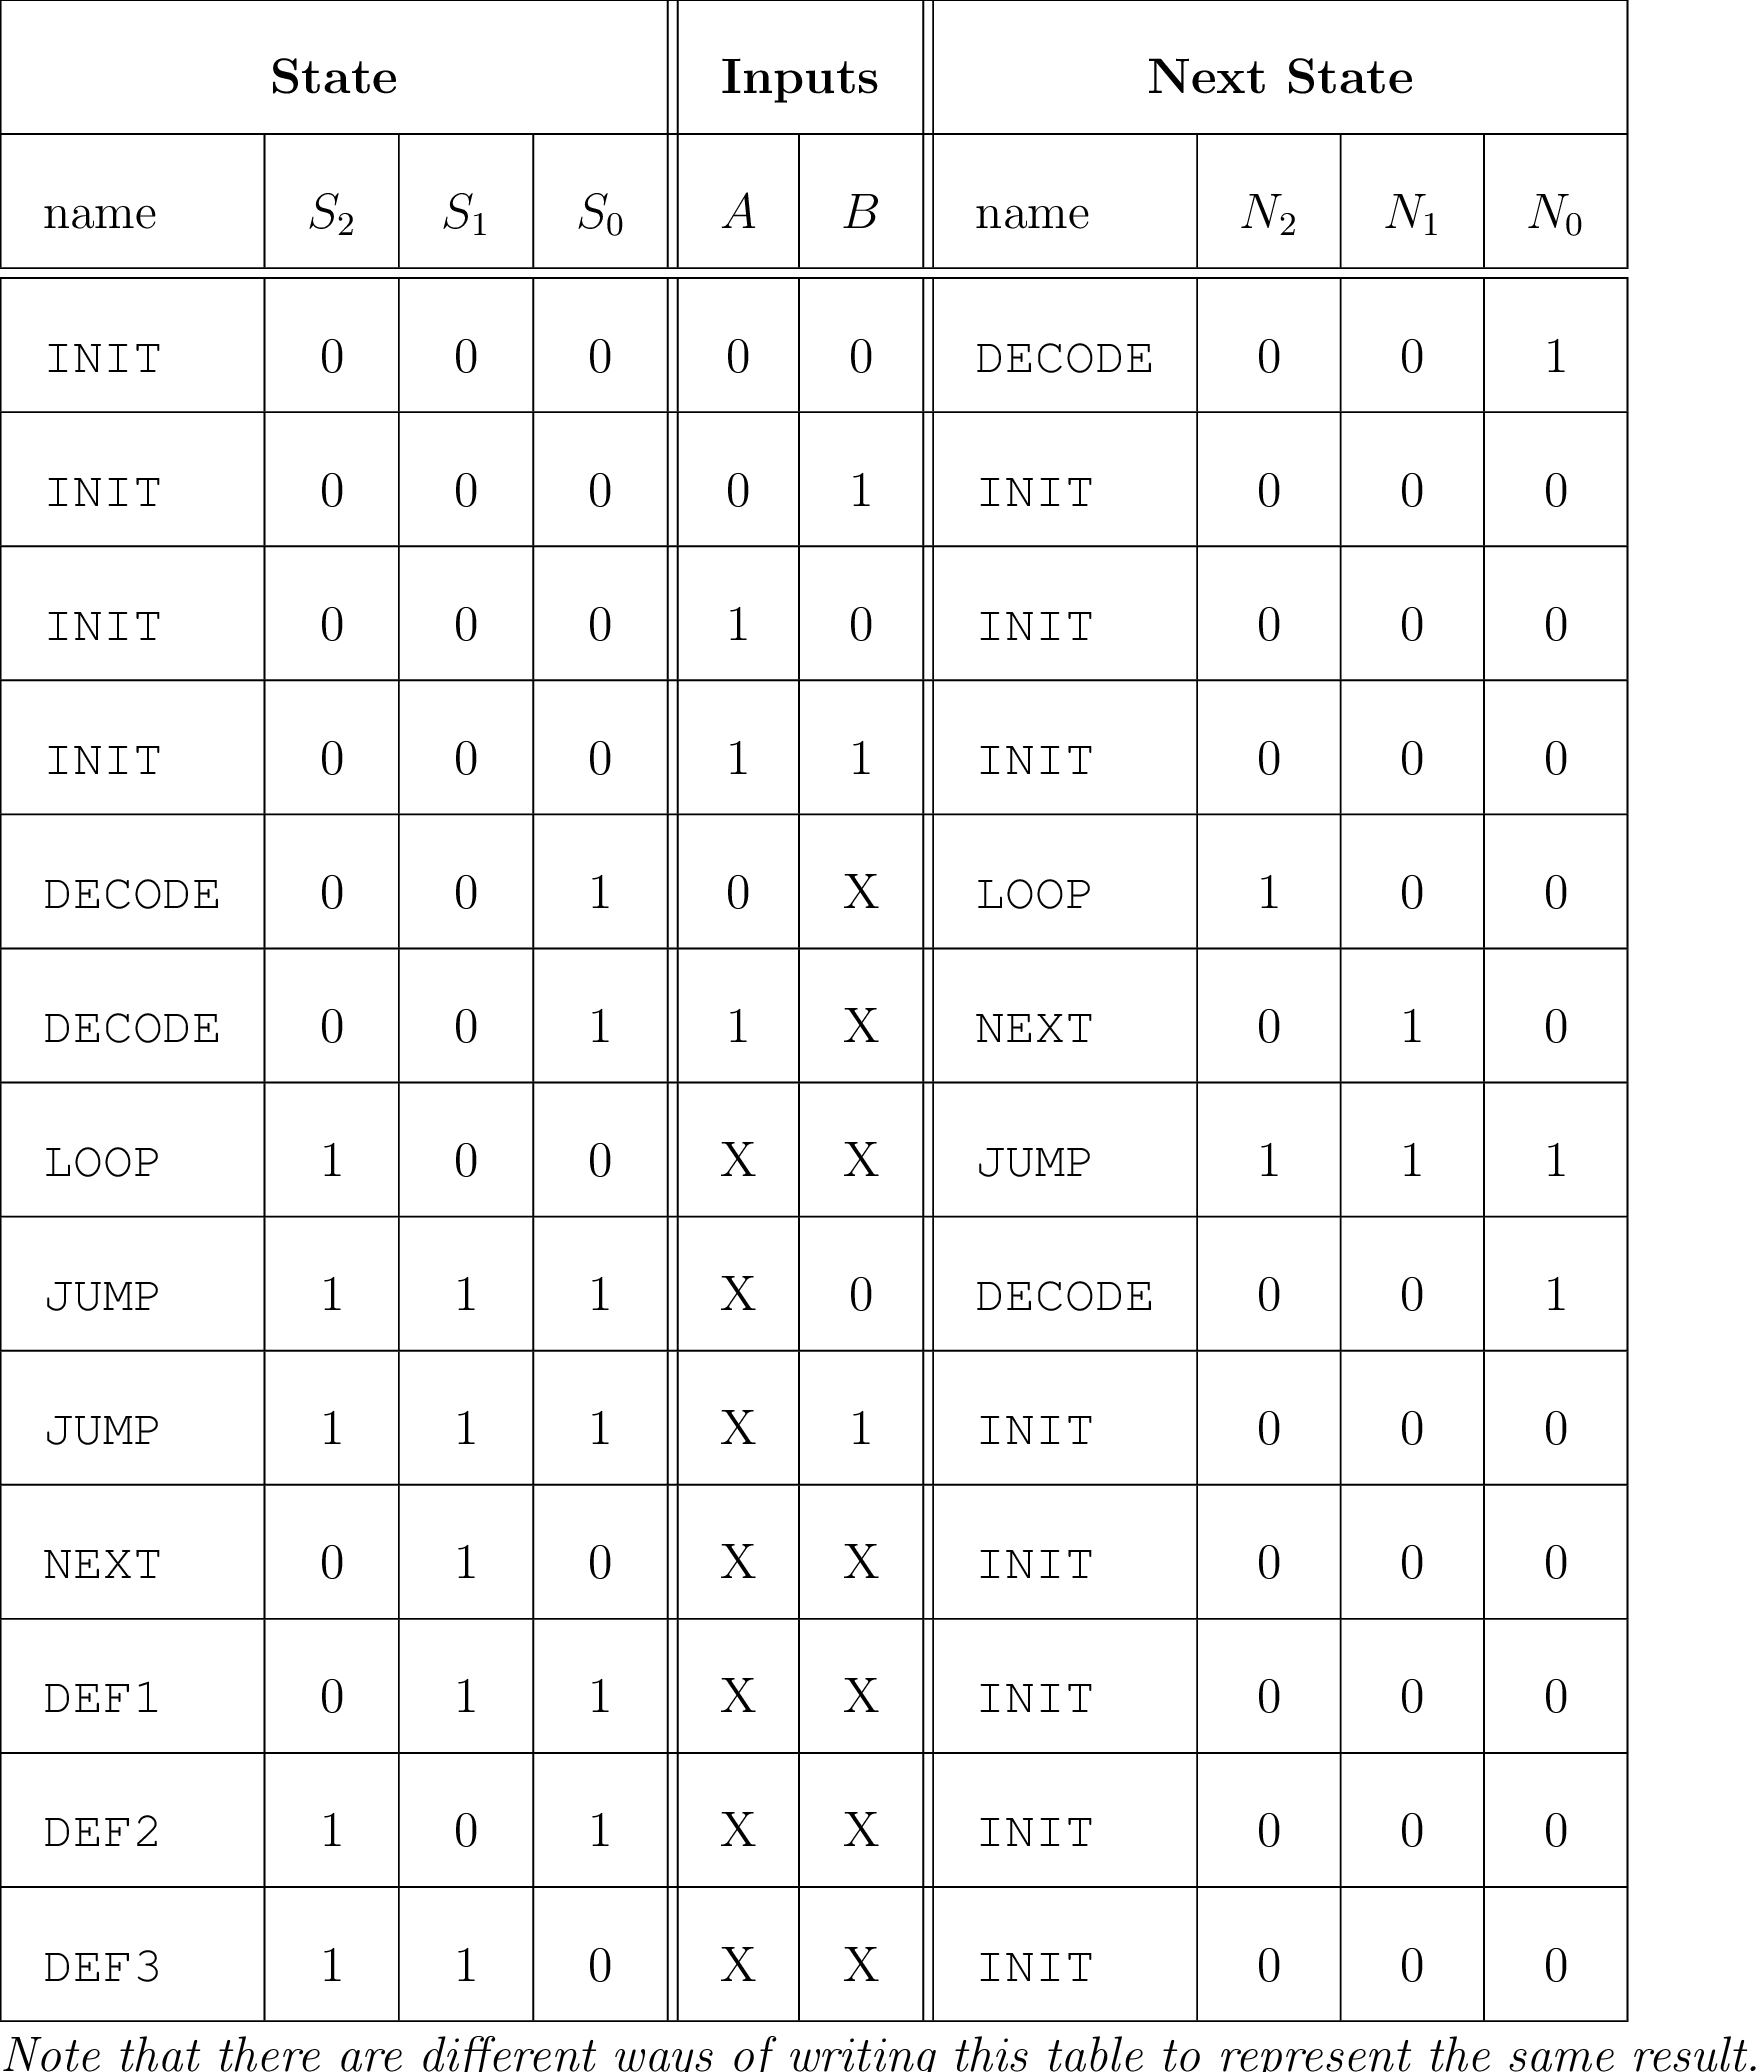 State Inputs Next State
name S₂ S₁ S₀ A B name N₂ N₁ N₀
INIT 0 0 0 0 0 DECODE 0 0 1
INIT 0 0 0 0 1 INIT 0 0 0
INIT 0 0 0 1 0 INIT 0 0 0
INIT 0 0 0 1 1 INIT 0 0 0
DECODE 0 0 1 0 X LOOP 1 0 0
DECODE 0 0 1 1 X NEXT 0 1 0
LOOP 1 0 0 X X JUMP 1 1 1
JUMP 1 1 1 X 0 DECODE 0 0 1
JUMP 1 1 1 X 1 INIT 0 0 0
NEXT 0 1 0 X X INIT 0 0 0
DEF1 0 1 1 X X INIT 0 0 0
DEF2 1 0 1 X X INIT 0 0 0
DEF3 1 1 0 X X INIT 0 0 0
Note that there are different ways of writing this table to represent the same result.